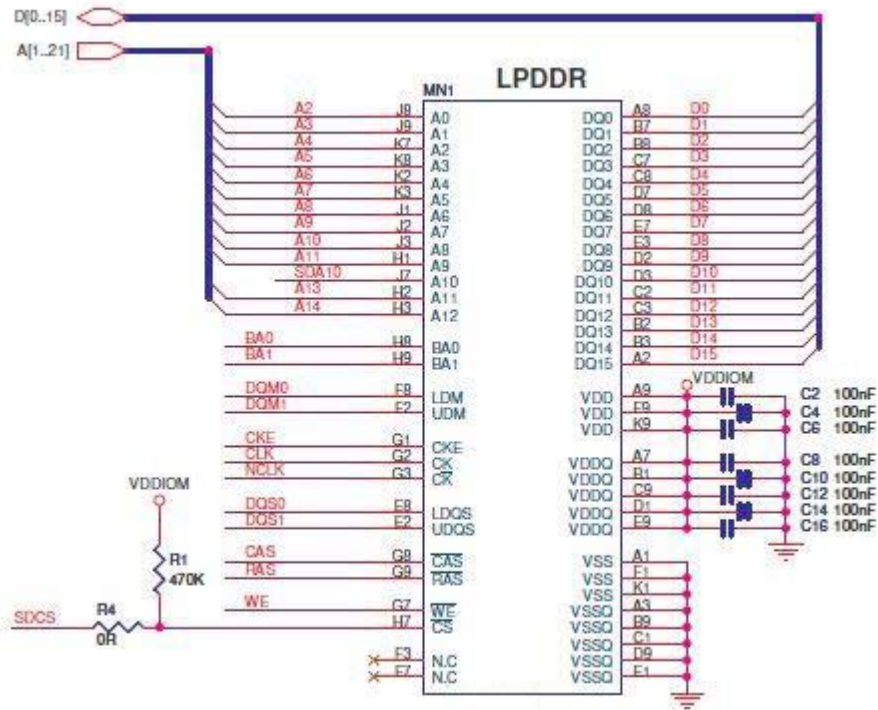 D[0..15]
A[1..21]
LPDDR
MN1
A2 J8 A0 DQ0 A8 D0
A3 J9 A1 DQ1 B7 D1
A4 K7 A2 DQ2 B8 D2
A5 K8 A3 DQ3 C7 D3
A6 K2 A4 DQ4 C8 D4
A7 K3 A5 DQ5 D7 D5
A8 J1 A6 DQ6 D8 D6
A9 J2 A7 DQ7 E7 D7
A10 J3 A8 DQ8 E3 D8
A11 H1 A9 DQ9 D2 D9
SDA10 J7 A10 DQ10 D3 D10
A13 H2 A11 DQ11 C2 D11
A14 H3 A12 DQ12 C3 D12
DQ13 B2 D13
BA0 H8 BA0 DQ14 B3 D14
BA1 H9 BA1 DQ15 A2 D15
VDDIOM
DQM0 F8 LDM VDD A9 C2 100nF
DQM1 F2 UDM VDD F9 C4 100nF
VDD K9 C6 100nF
CKE G1 CKE
CLK G2 CK VDDQ A7 C8 100nF
NCLK G3 CK VDDQ B1 C10 100nF
VDDIOM
VDDQ C9 C12 100nF
DQS0 E8 LDQS VDDQ D1 C14 100nF
DQS1 E2 UDQS VDDQ E9 C16 100nF
R1
470K
CAS G8 CAS VSS A1
RAS G9 RAS VSS F1
VSS K1
WE G7 WE VSSQ A3
SDCS R4 0R H7 CS VSSQ B9
VSSQ C1
F3 N.C VSSQ D9
F7 N.C VSSQ E1